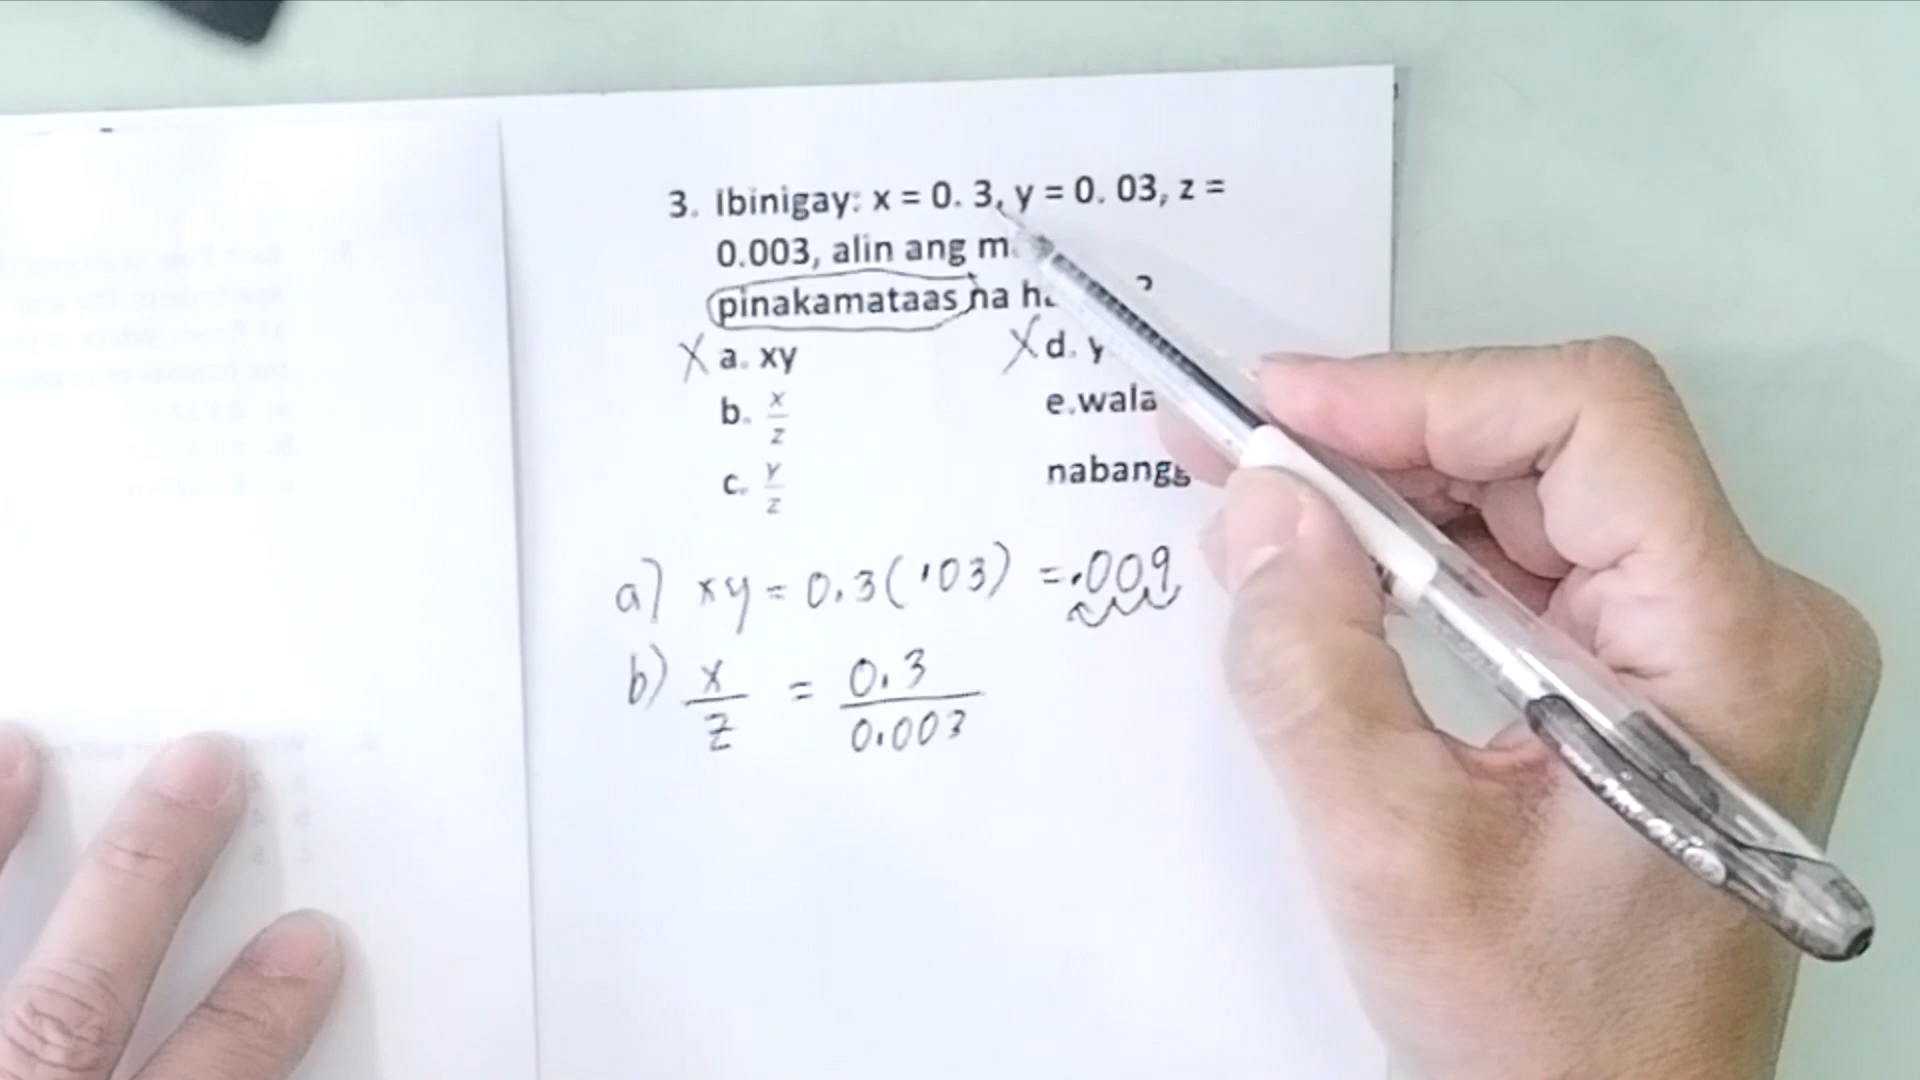 3. Ibinigay: x = 0. 3, y = 0. 03, z =
0.003, alin ang
pinakamataas na
X a. xy
X d.
b. x/z
e.wala
c. y/z
a) xy = 0.3(.03) = .009
b) x/z = 0.3/0.003